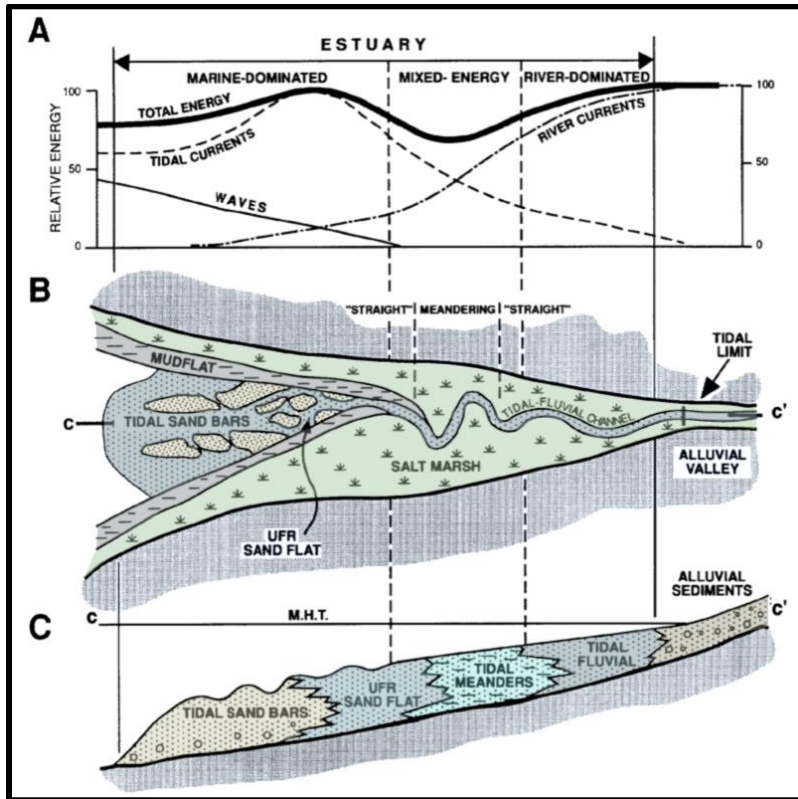 A
ESTUARY
MARINE-DOMINATED
MIXED- ENERGY
RIVER-DOMINATED
100
100
TOTAL ENERGY
RIVER CURRENTS
TIDAL CURRENTS
RELATIVE ENERGY
50
50
WAVES
0
0
B
"STRAIGHT"
MEANDERING
"STRAIGHT"
TIDAL
LIMIT
MUDFLAT
C
TIDAL SAND BARS
TIDAL-FLUVIAL CHANNEL
C'
SALT MARSH
ALLUVIAL
VALLEY
UFR
SAND FLAT
ALLUVIAL
SEDIMENTS
C
C
M.H.T.
C'
TIDAL
FLUVIAL
TIDAL
MEANDERS
UFR
SAND FLAT
TIDAL SAND BARS